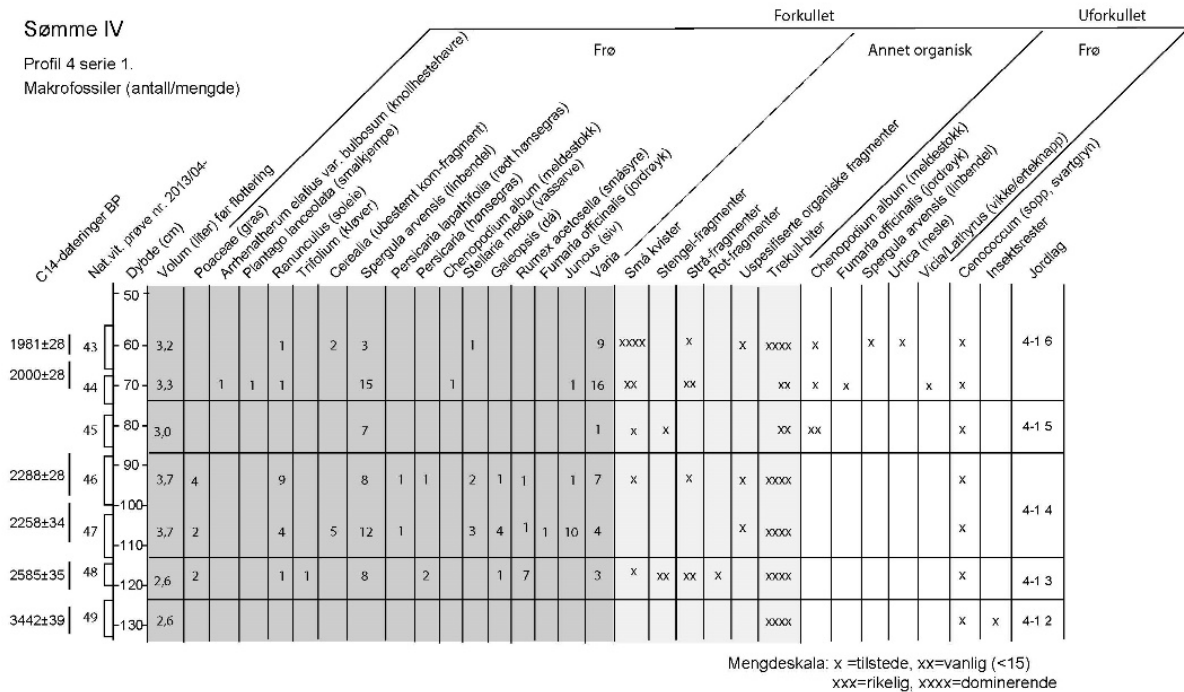 Sømme IV
Profil 4 serie 1.
Makrofossiler (antall/mengde)
Forkullet
Uforkullet
Frø
Annet organisk
Frø
C14-dateringer BP
Nat.vit. prøve nr. 2013/04-
Dybde (cm)
Volum (liter) før flottering
Poaceae (gras)
Arrhenatherum elatius var. bulbosum (knollhestehavre)
Plantago lanceolata (smalkjempe)
Renunculus (soleie)
Trifolium (kløver)
Cerealia (ubestemt korn-fragment)
Spergula arvensis (linbendel)
Persicaria lapathifolia (rødt hønsegras)
Persicaria (hønsegras)
Chenopodium album (meldestokk)
Stellaria media (vassarve)
Galeopsis (då)
Rumex acetosella (småsyre)
Fumaria officinalis (jordrøyk)
Juncus (siv)
Varia
Små kvister
Stengel-fragmenter
Strå-fragmenter
Rot-fragmenter
Uspesifiserte organiske fragmenter
Trekull-biter
Chenopodium album (meldestokk)
Fumaria officinalis (jordrøyk)
Spergula arvensis (linbendel)
Urtica (nesle)
Vicia/Lathyrus (vikke/erteknapp)
Cenococcum (sopp, svartgryn)
Insektsrester
Jordlag
50
1981±28 43 60 3,2 1 2 3 1 9 xxxx x x xxxx x x x x 4-1 6
2000±28 44 70 3,3 1 1 1 15 1 1 16 xx xx xx x x x x
45 80 3,0 7 1 x x xx xx x 4-1 5
90
2288±28 46 3,7 4 9 8 1 1 2 1 1 1 7 x x x xxxx x
100 4-1 4
2258±34 47 3,7 2 4 5 12 1 3 4 1 1 10 4 x xxxx x
110
2585±35 48 2,6 2 1 1 8 2 1 7 3 x xx xx x xxxx x 4-1 3
120
3442±39 49 130 2,6 xxxx x x 4-1 2
Mengdeskala: x =tilstede, xx=vanlig (<15)
xxx=rikelig, xxxx=dominerende